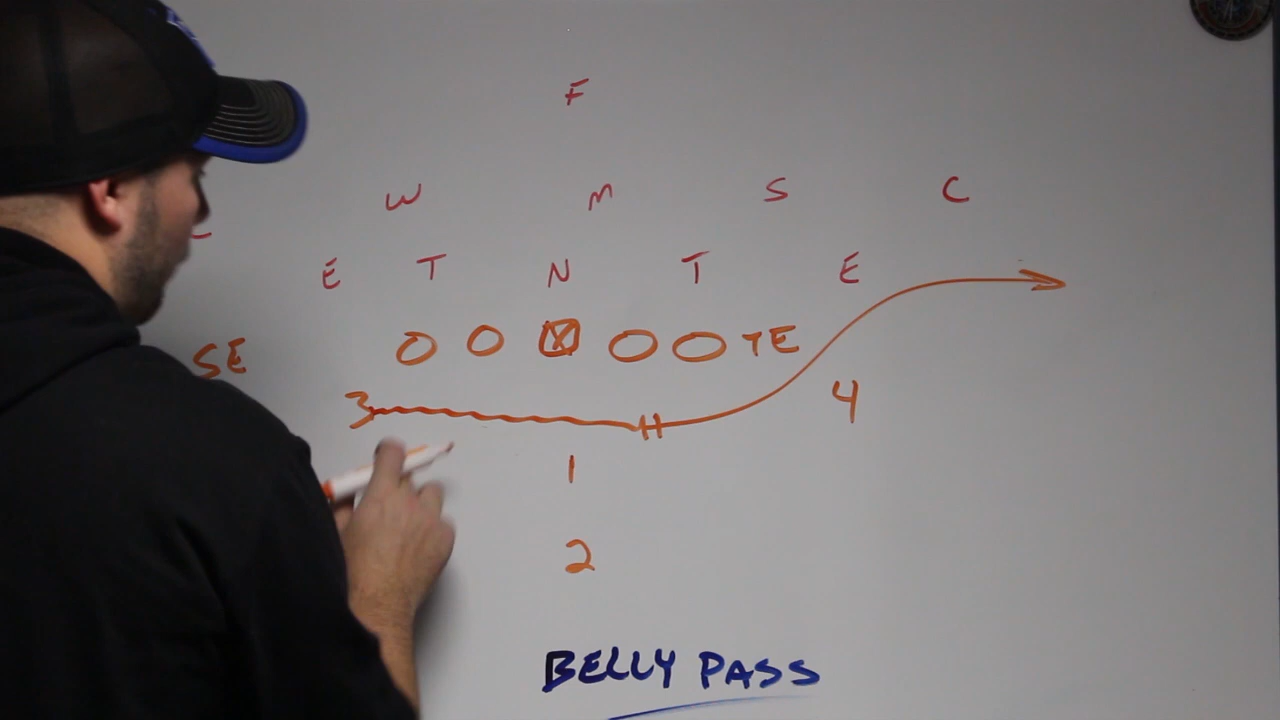 F
W M S C
E T N T E
SE O O X O O TE
3 4
1
2
BELLY PASS